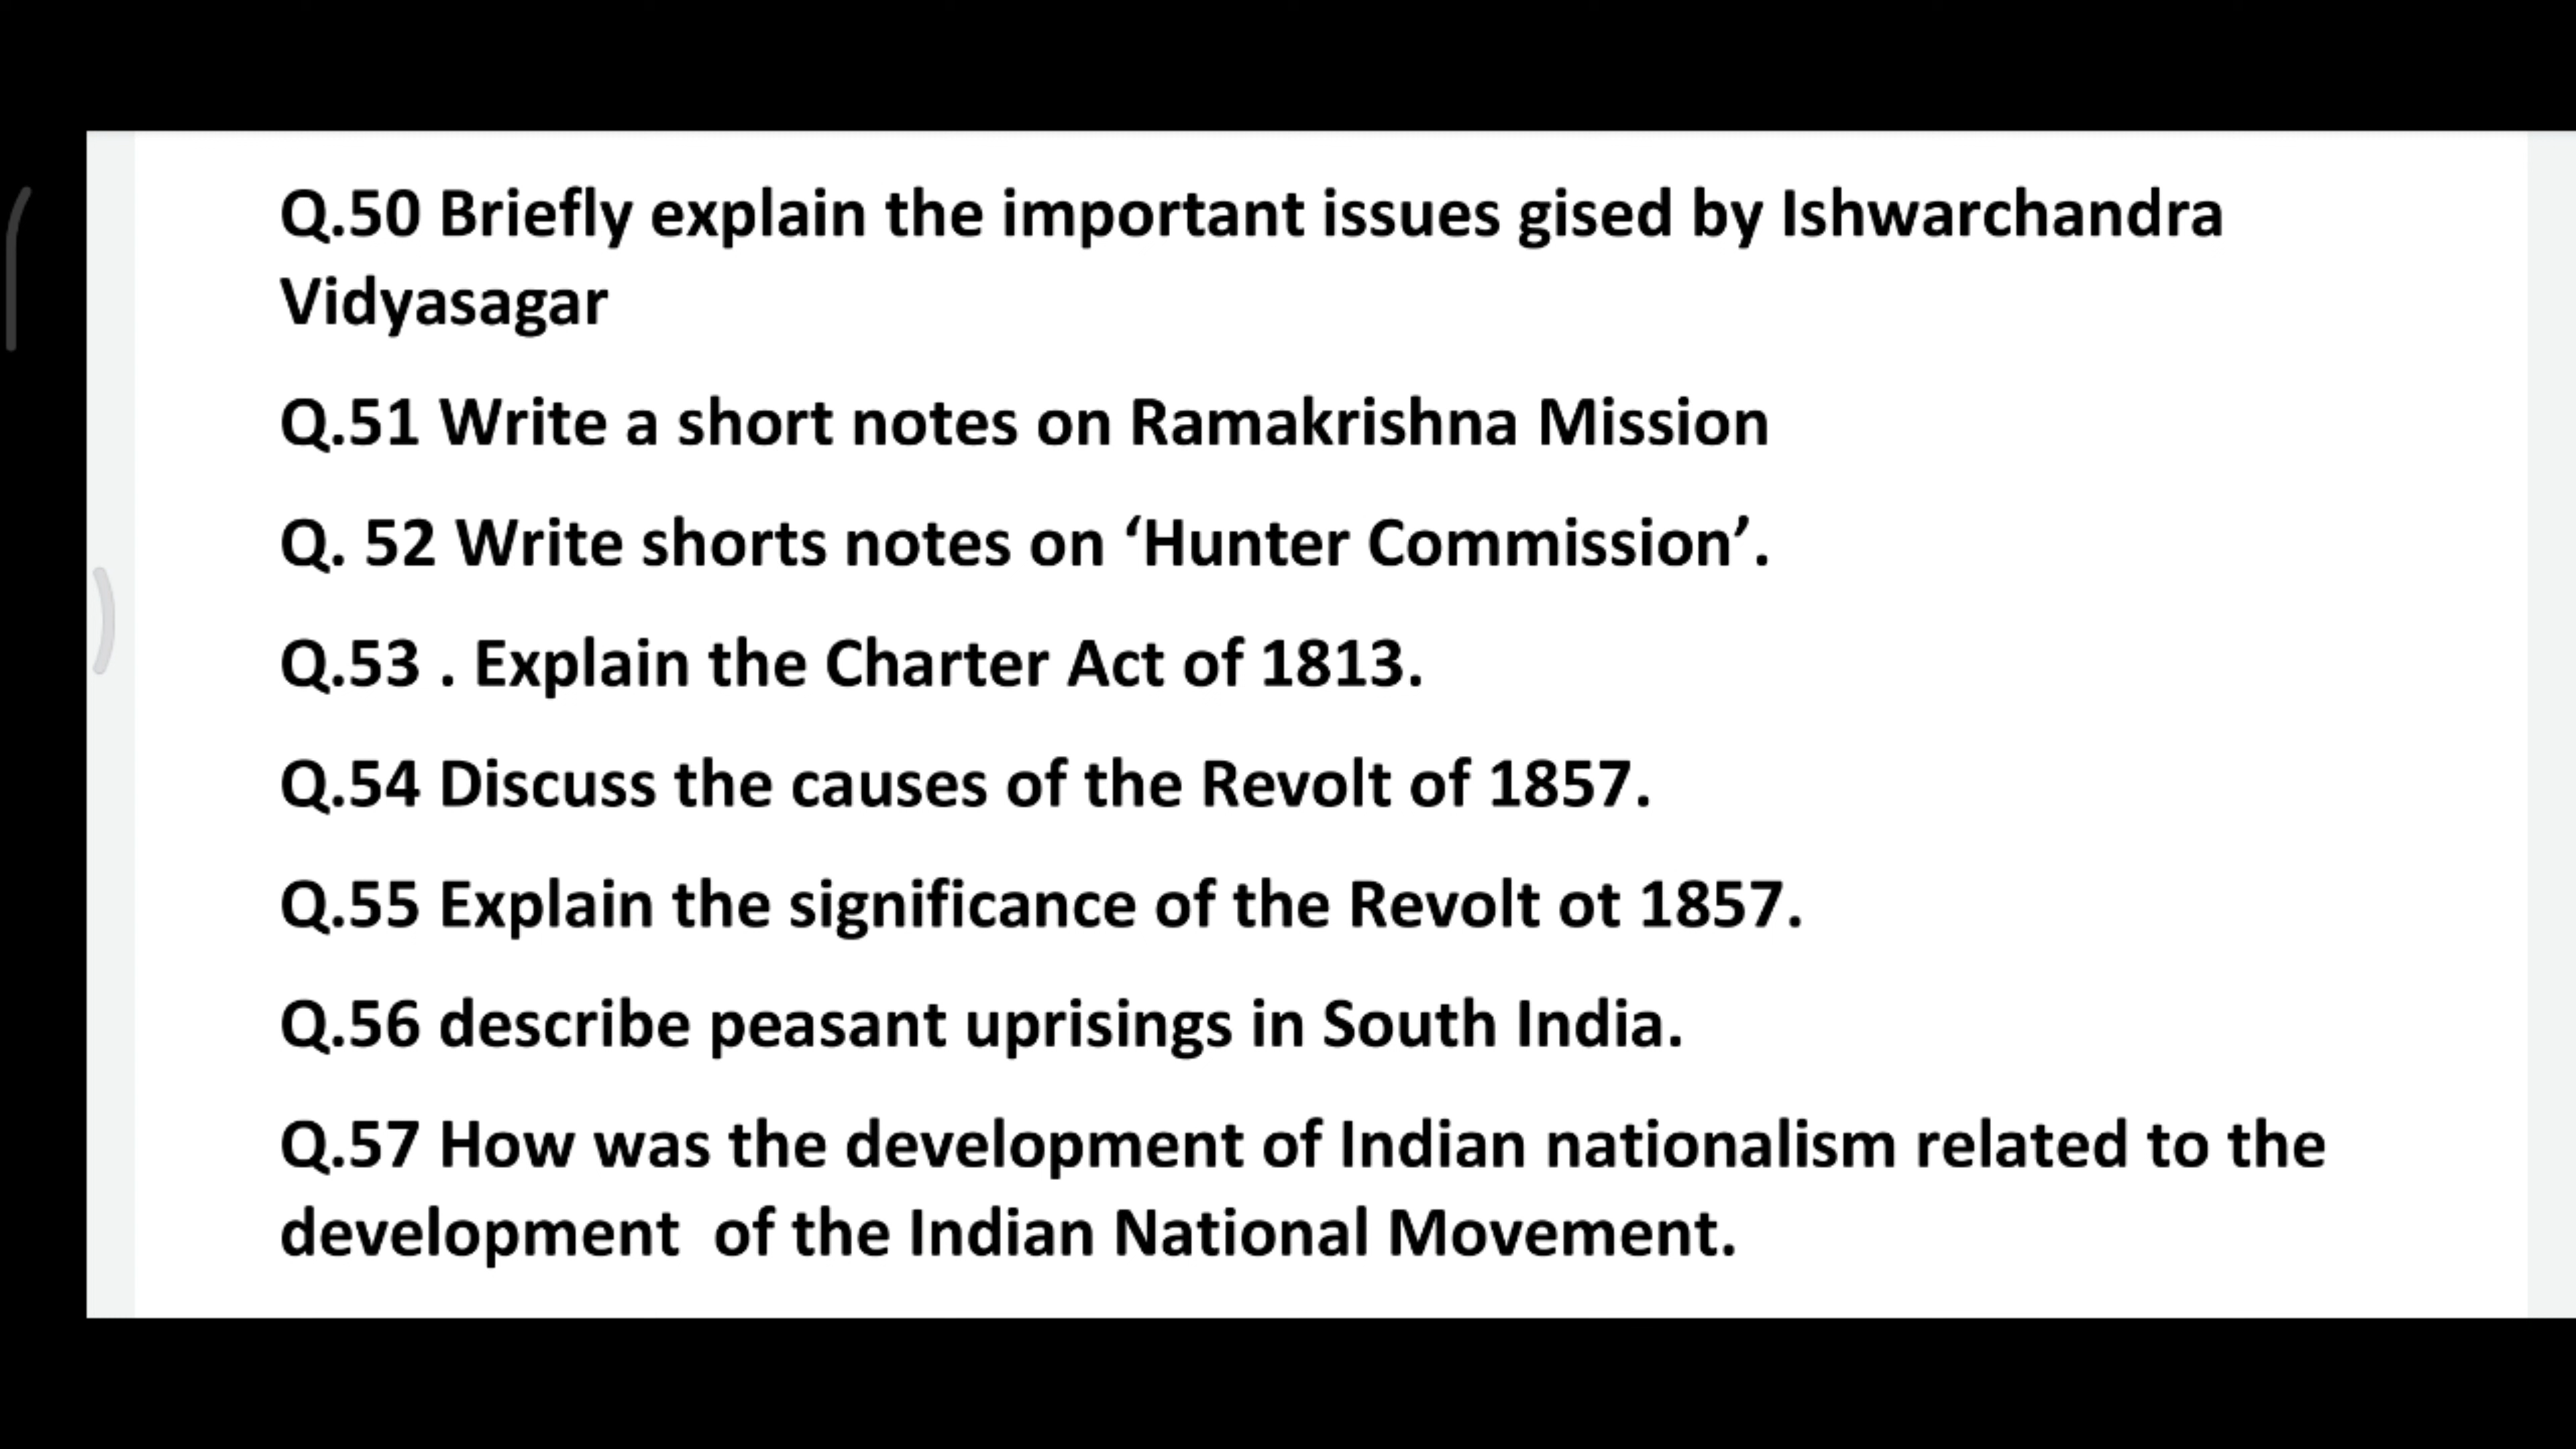 Q.50 Briefly explain the important issues gised by Ishwarchandra
Vidyasagar
Q.51 Write a short notes on Ramakrishna Mission
Q. 52 Write shorts notes on ‘Hunter Commission’.
Q.53 . Explain the Charter Act of 1813.
Q.54 Discuss the causes of the Revolt of 1857.
Q.55 Explain the significance of the Revolt ot 1857.
Q.56 describe peasant uprisings in South India.
Q.57 How was the development of Indian nationalism related to the
development  of the Indian National Movement.